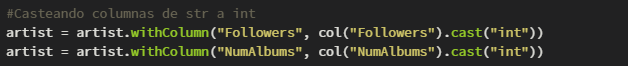 #Casteando columnas de str a int
artist = artist.withColumn("Followers", col("Followers").cast("int"))
artist = artist.withColumn("NumAlbums", col("NumAlbums").cast("int"))